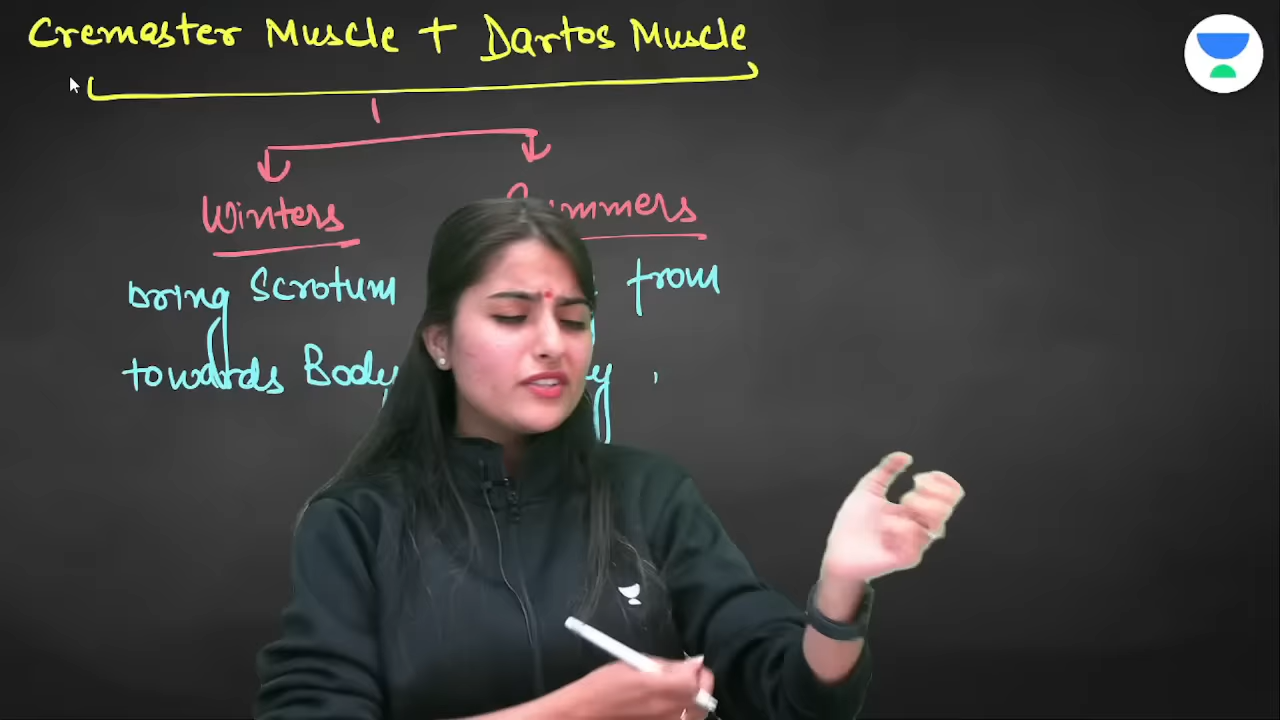 Cremaster Muscle + Dartos Muscle
Winters
bring Scrotum from
towards Body